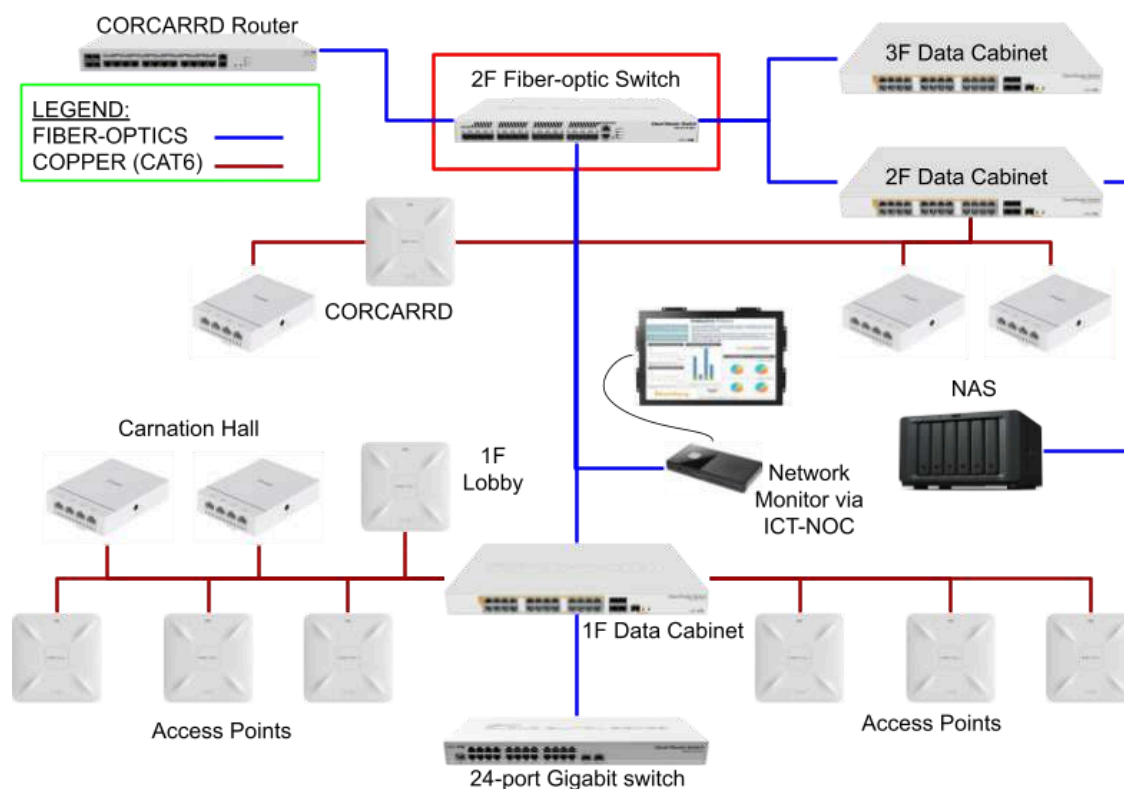 CORCARRD Router
2F Fiber-optic Switch
3F Data Cabinet
LEGEND:
FIBER-OPTICS
COPPER (CAT6)
2F Data Cabinet
CORCARRD
NAS
Carnation Hall
1F
Lobby
Network
Monitor via
ICT-NOC
1F Data Cabinet
Access Points
Access Points
24-port Gigabit switch